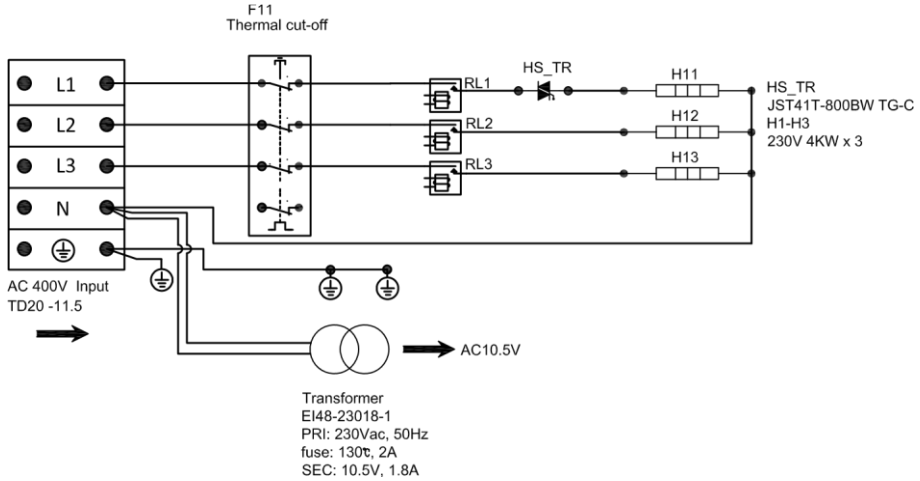 F11
Thermal cut-off
L1
L2
L3
N
RL1
RL2
RL3
HS_TR
H11
H12
H13
HS_TR
JST41T-800BW TG-C
H1-H3
230V 4KW x 3
AC 400V Input
TD20 -11.5
AC10.5V
Transformer
EI48-23018-1
PRI: 230Vac, 50Hz
fuse: 130τ, 2A
SEC: 10.5V, 1.8A